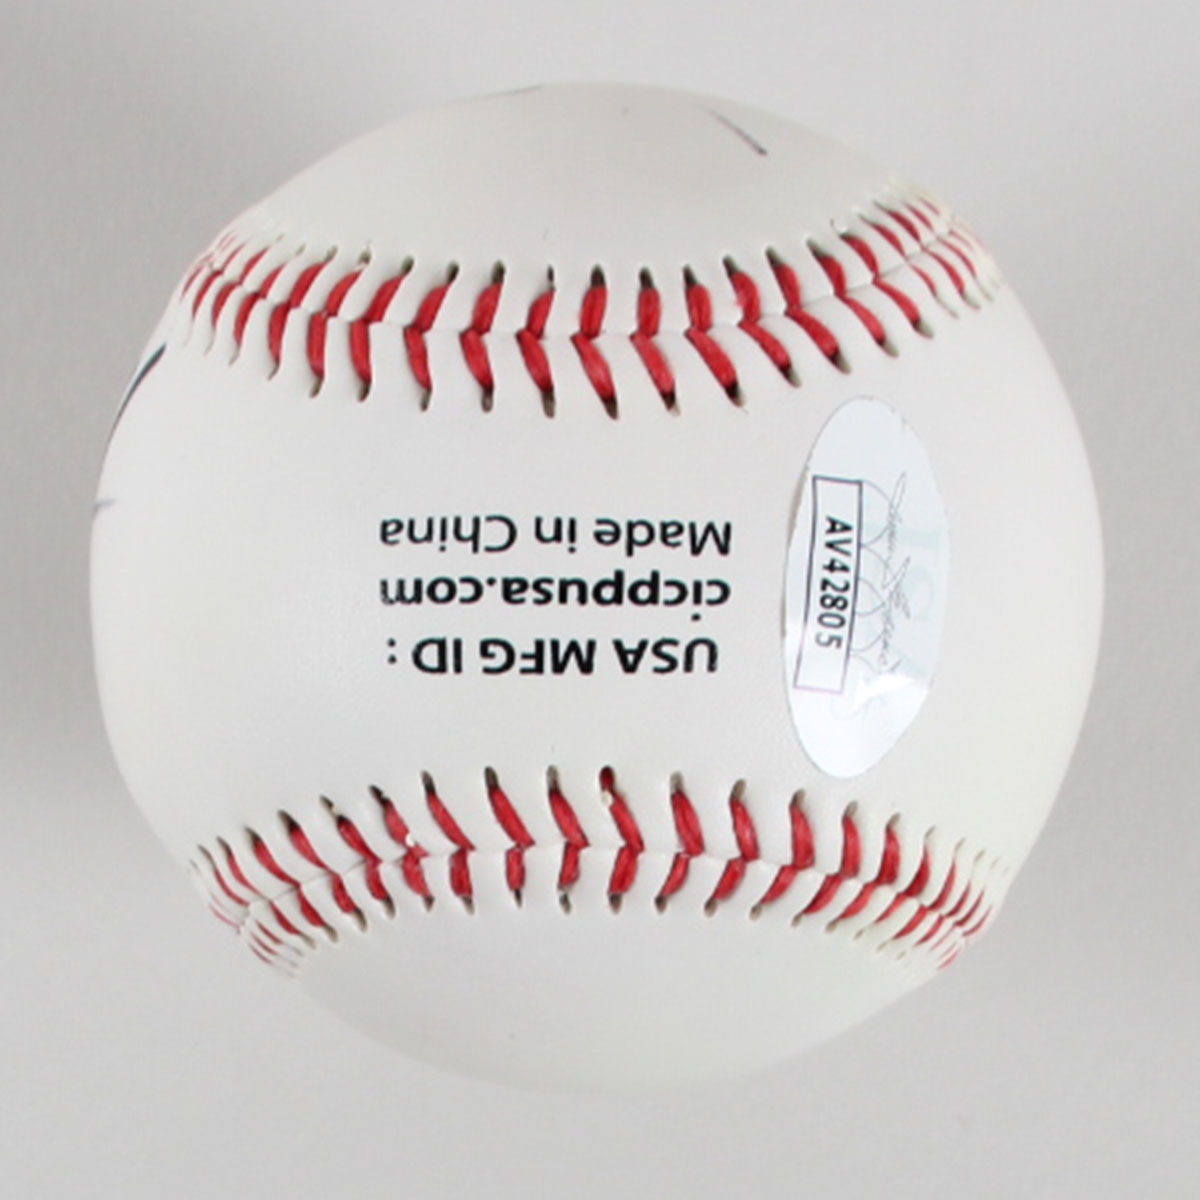 USA MFG ID :
cicppusa.com
Made in China
AV42805